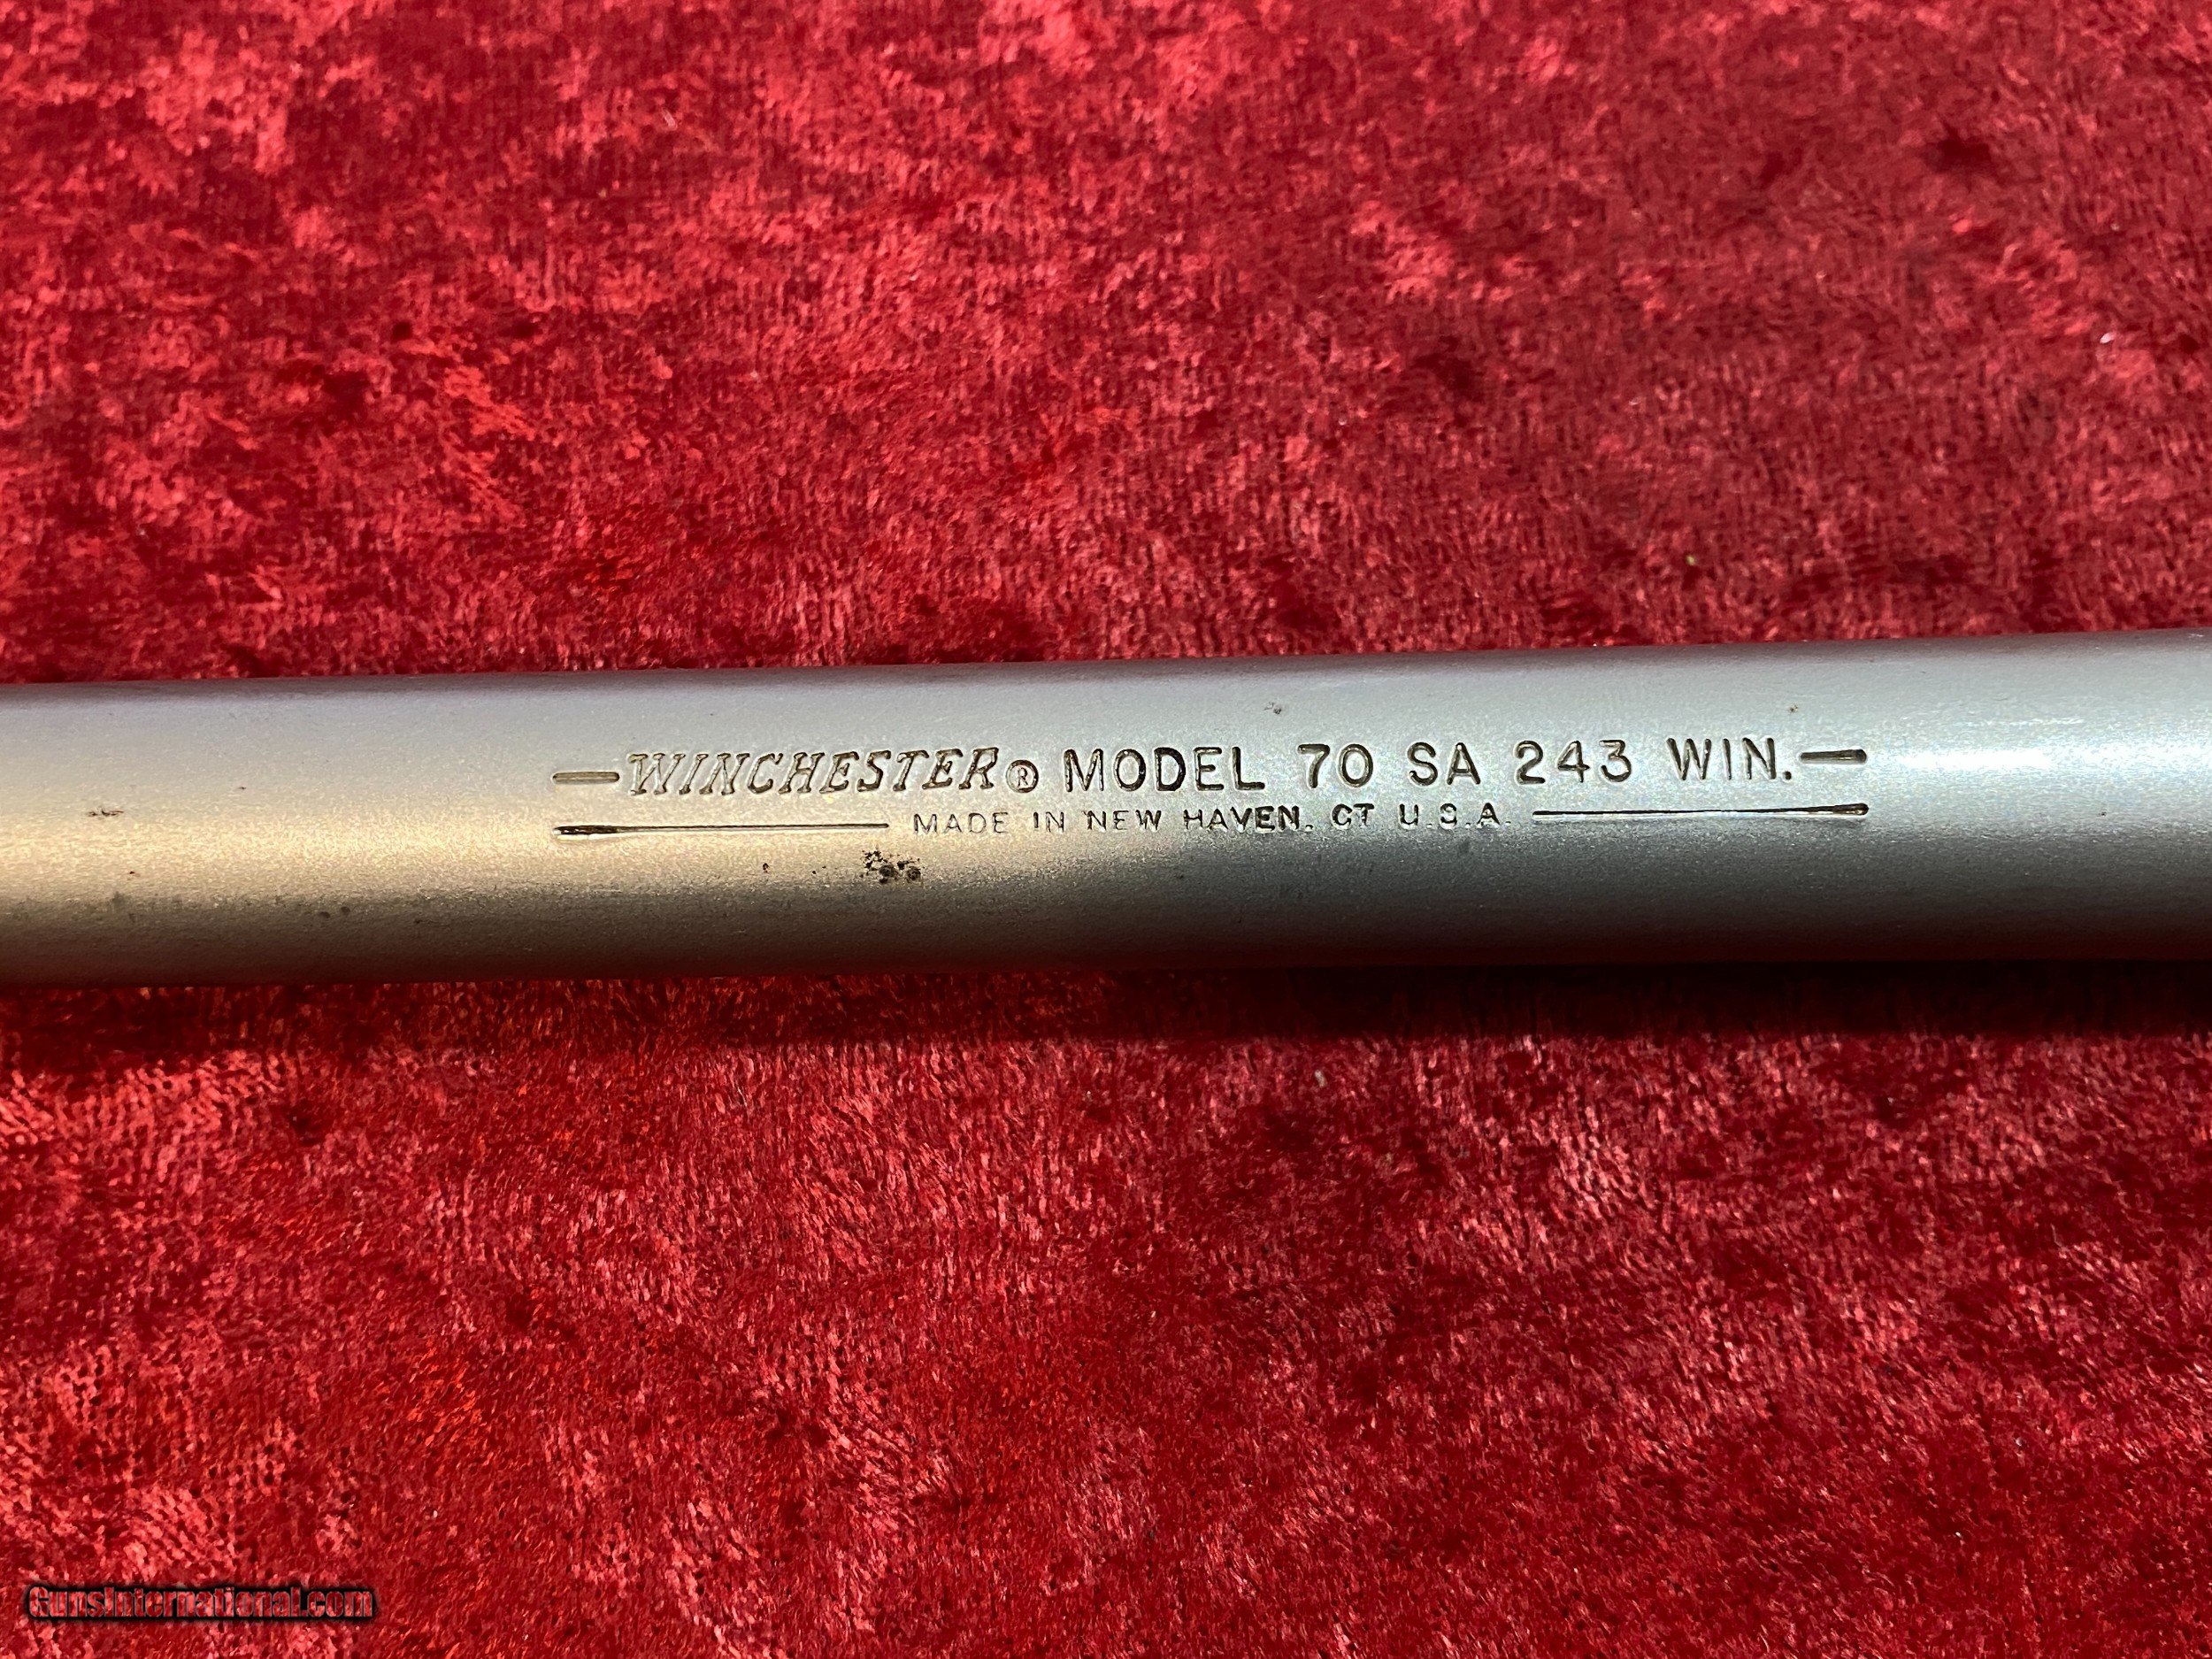 WINCHESTER® MODEL 70 SA 243 WIN.
MADE IN NEW HAVEN, CT U.S.A.
GunsInternational.com